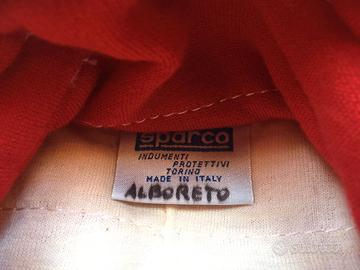 sparco
INDUMENTI
PROTETTIVI
TORINO
MADE IN ITALY
ALBORETO